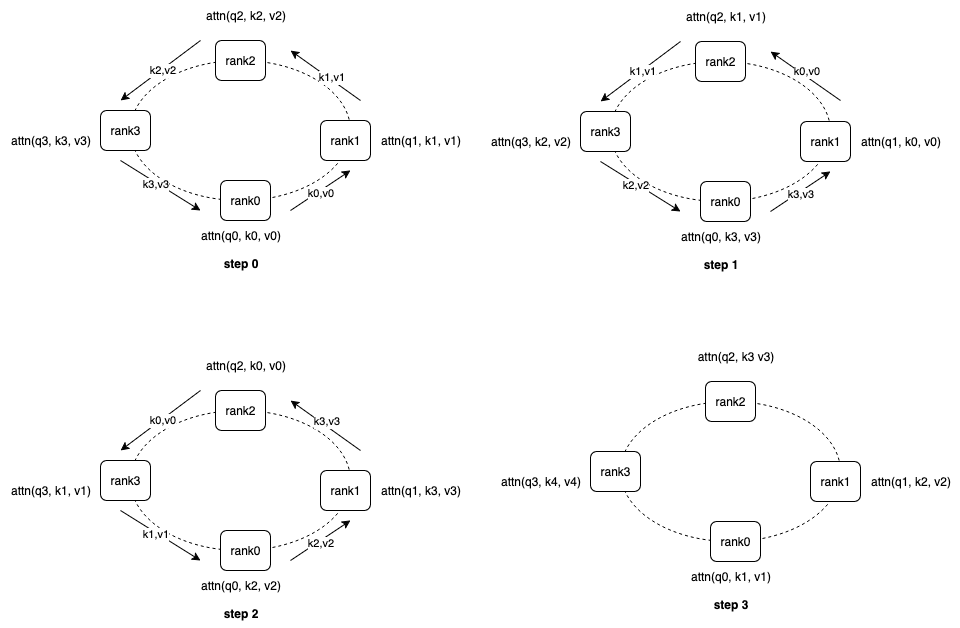 attn(q2, k2, v2)
rank2
k2,v2
k1,v1
rank3
attn(q3, k3, v3)
rank1
attn(q1, k1, v1)
k3,v3
k0,v0
rank0
attn(q0, k0, v0)
step 0
attn(q2, k1, v1)
rank2
k1,v1
k0,v0
rank3
attn(q3, k2, v2)
rank1
attn(q1, k0, v0)
k2,v2
k3,v3
rank0
attn(q0, k3, v3)
step 1
attn(q2, k0, v0)
rank2
k0,v0
k3,v3
rank3
attn(q3, k1, v1)
rank1
attn(q1, k3, v3)
k1,v1
k2,v2
rank0
attn(q0, k2, v2)
step 2
attn(q2, k3 v3)
rank2
rank3
attn(q3, k4, v4)
rank1
attn(q1, k2, v2)
rank0
attn(q0, k1, v1)
step 3